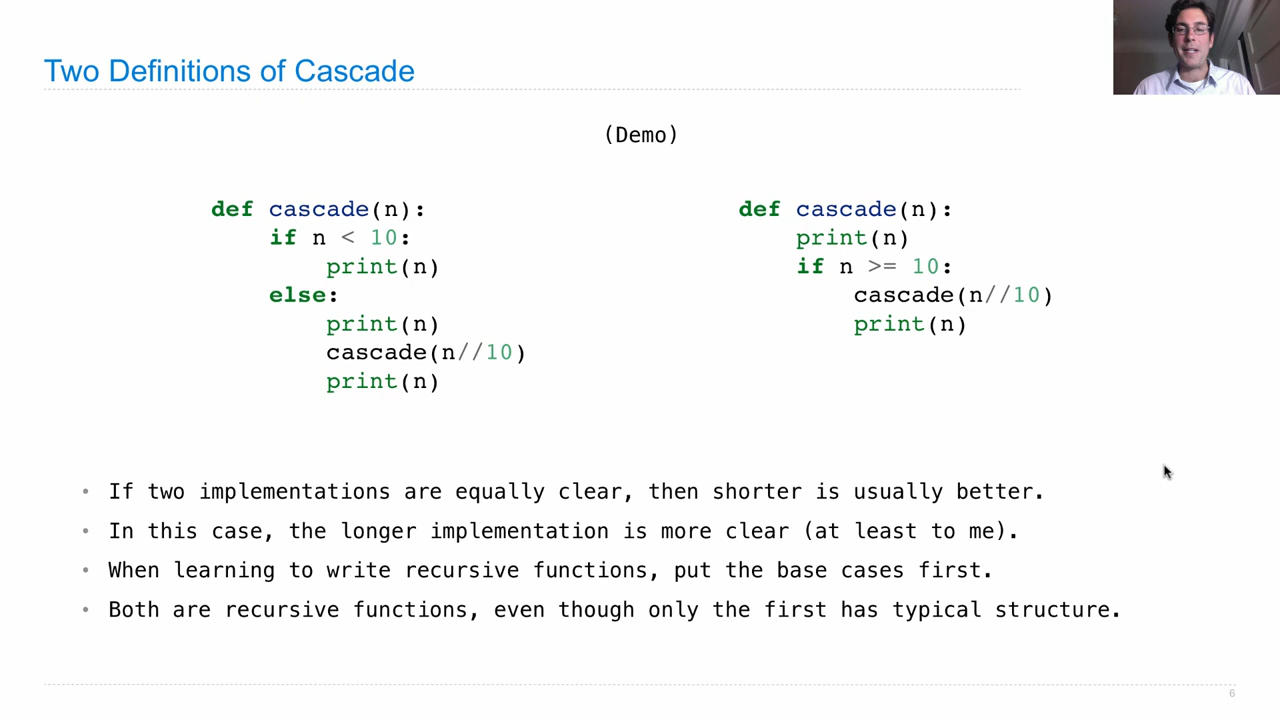 Two Definitions of Cascade
(Demo)
def cascade(n):
    if n < 10:
        print(n)
    else:
        print(n)
        cascade(n//10)
        print(n)
def cascade(n):
    print(n)
    if n >= 10:
        cascade(n//10)
        print(n)
• If two implementations are equally clear, then shorter is usually better.
• In this case, the longer implementation is more clear (at least to me).
• When learning to write recursive functions, put the base cases first.
• Both are recursive functions, even though only the first has typical structure.
6